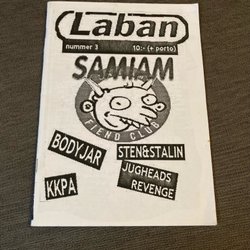 Laban
nummer 3 10:- (+ porto)
SAMIAM
FIEND CLUB
BODYJAR
STEN&STALIN
JUGHEADS
REVENGE
KKPA